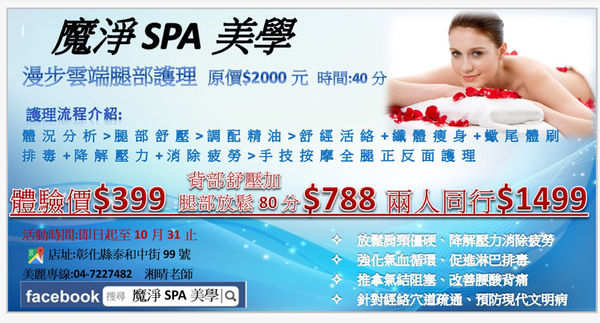 魔淨 SPA 美學
漫步雲端腿部護理 原價$2000 元 時間:40 分
護理流程介紹:
體況分析>腿部舒壓>調配精油>舒經活絡+纖體瘦身+蠍尾體刷
排毒+降解壓力+消除疲勞>手技按摩全腿正反面護理
體驗價$399 背部舒壓加
腿部放鬆 80 分$788 兩人同行$1499
活動時間:即日起至 10 月 31 止
店址:彰化縣泰和中街 99 號
美麗專線:04-7227482 湘晴老師
facebook 搜尋 魔淨 SPA 美學
放鬆肩頸僵硬、降解壓力消除疲勞
強化氣血循環、促進淋巴排毒
推拿氣結阻塞、改善腰酸背痛
針對經絡穴道疏通、預防現代文明病